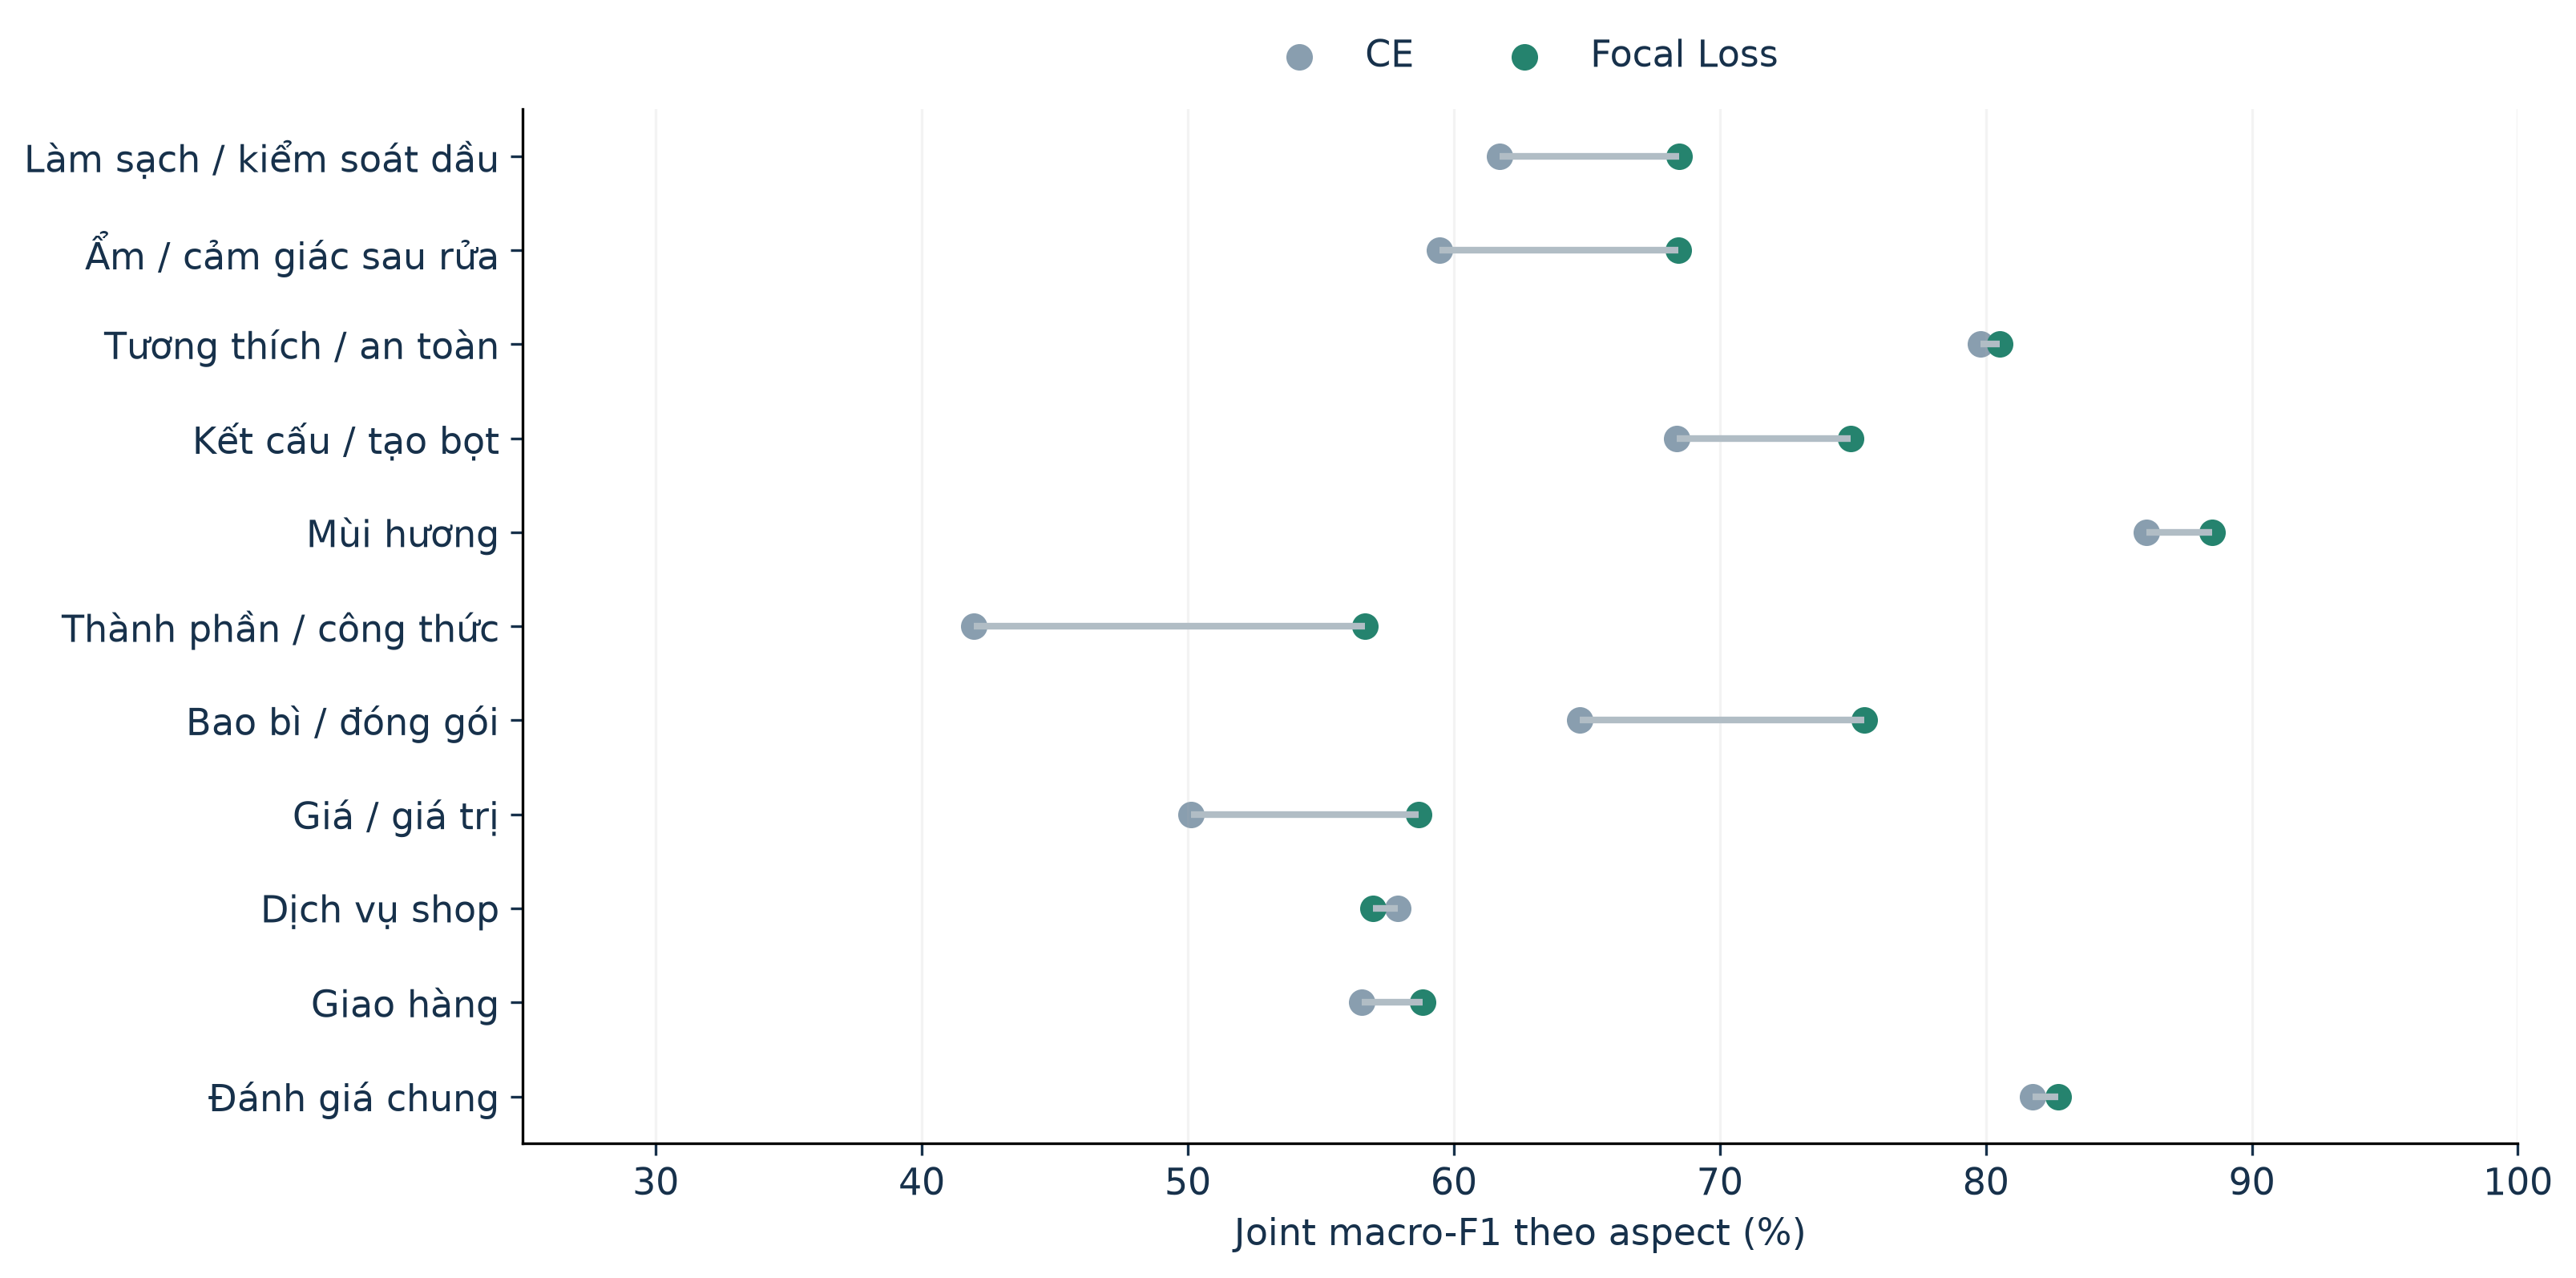 CE Focal Loss
Làm sạch / kiểm soát dầu
Ẩm / cảm giác sau rửa
Tương thích / an toàn
Kết cấu / tạo bọt
Mùi hương
Thành phần / công thức
Bao bì / đóng gói
Giá / giá trị
Dịch vụ shop
Giao hàng
Đánh giá chung
30 40 50 60 70 80 90 100
Joint macro-F1 theo aspect (%)